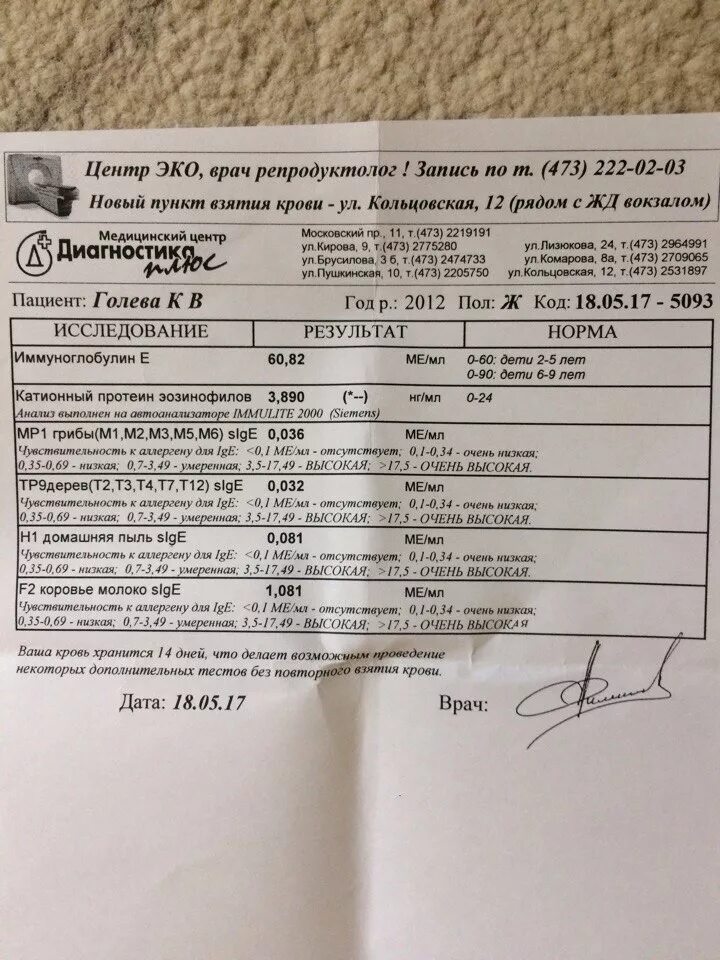 Центр ЭКО, врач репродуктолог ! Запись по т. (473) 222-02-03
Новый пункт взятия крови - ул. Кольцовская, 12 (рядом с ЖД вокзалом)
Медицинский центр
Диагностика
плюс
Московский пр., 11, т.(473) 2219191
ул.Кирова, 9, т.(473) 2775280
ул.Брусилова, 3 б, т.(473) 2474733
ул.Пушкинская, 10, т.(473) 2205750
ул.Лизюкова, 24, т.(473) 2964991
ул.Комарова, 8а, т.(473) 2709065
ул.Кольцовская, 12, т.(473) 2531897
Пациент: Голева К В Год р.: 2012 Пол: Ж Код: 18.05.17 - 5093
ИССЛЕДОВАНИЕ РЕЗУЛЬТАТ НОРМА
Иммуноглобулин Е 60,82 МЕ/мл 0-60: дети 2-5 лет
0-90: дети 6-9 лет
Катионный протеин эозинофилов 3,890 (*--) нг/мл 0-24
Анализ выполнен на автоанализаторе IMMULITE 2000 (Siemens)
МР1 грибы(М1,М2,М3,М5,М6) sIgE 0,036 МЕ/мл
Чувствительность к аллергену для IgE: <0,1 МЕ/мл - отсутствует; 0,1-0,34 - очень низкая;
0,35-0,69 - низкая; 0,7-3,49 - умеренная; 3,5-17,49 - ВЫСОКАЯ; >17,5 - ОЧЕНЬ ВЫСОКАЯ.
ТР9дерев(Т2,Т3,Т4,Т7,Т12) sIgE 0,032 МЕ/мл
Чувствительность к аллергену для IgE: <0,1 МЕ/мл - отсутствует; 0,1-0,34 - очень низкая;
0,35-0,69 - низкая; 0,7-3,49 - умеренная; 3,5-17,49 - ВЫСОКАЯ; >17,5 - ОЧЕНЬ ВЫСОКАЯ.
Н1 домашняя пыль sIgE 0,081 МЕ/мл
Чувствительность к аллергену для IgE: <0,1 МЕ/мл - отсутствует; 0,1-0,34 - очень низкая;
0,35-0,69 - низкая; 0,7-3,49 - умеренная; 3,5-17,49 - ВЫСОКАЯ; >17,5 - ОЧЕНЬ ВЫСОКАЯ.
F2 коровье молоко sIgE 1,081 МЕ/мл
Чувствительность к аллергену для IgE: <0,1 МЕ/мл - отсутствует; 0,1-0,34 - очень низкая;
0,35-0,69 - низкая; 0,7-3,49 - умеренная; 3,5-17,49 - ВЫСОКАЯ; >17,5 - ОЧЕНЬ ВЫСОКАЯ
Ваша кровь хранится 14 дней, что делает возможным проведение
некоторых дополнительных тестов без повторного взятия крови.
Дата: 18.05.17 Врач: